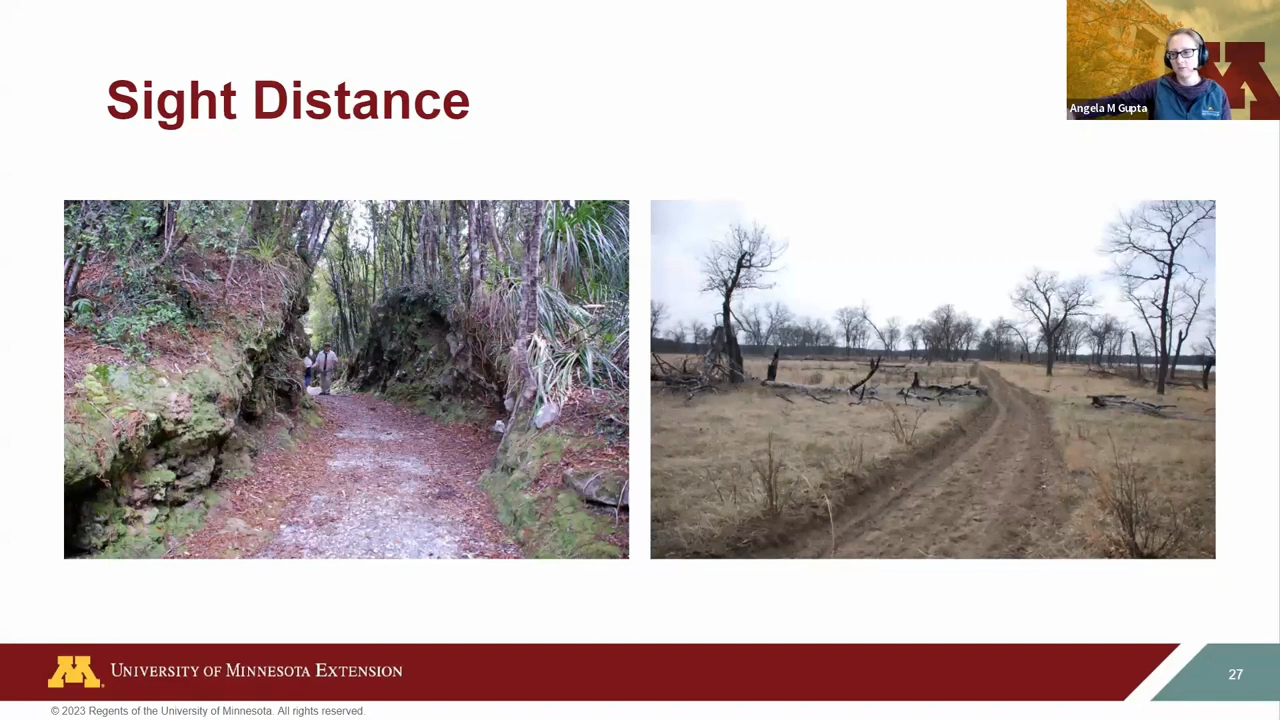 Sight Distance
Angela M Gupta
UNIVERSITY OF MINNESOTA EXTENSION
27
© 2023 Regents of the University of Minnesota. All rights reserved.